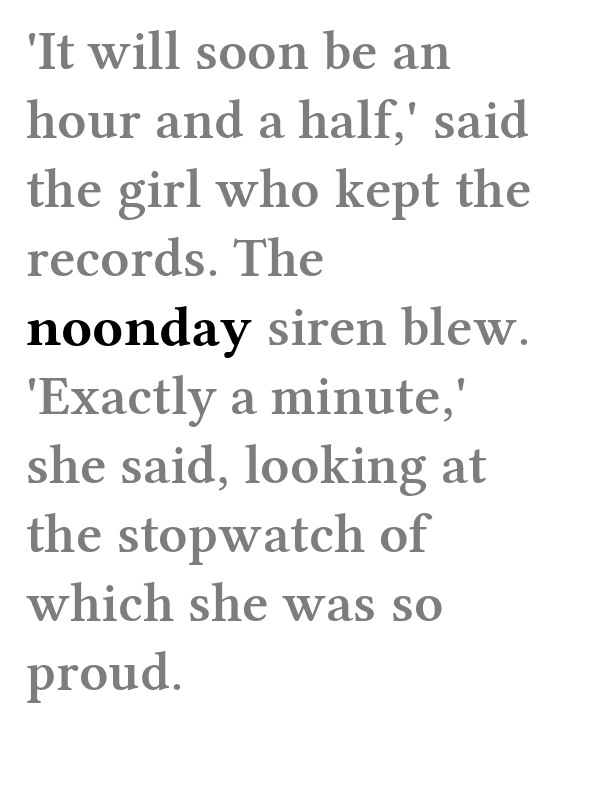 'It will soon be an
hour and a half,' said
the girl who kept the
records. The
noonday siren blew.
'Exactly a minute,'
she said, looking at
the stopwatch of
which she was so
proud.